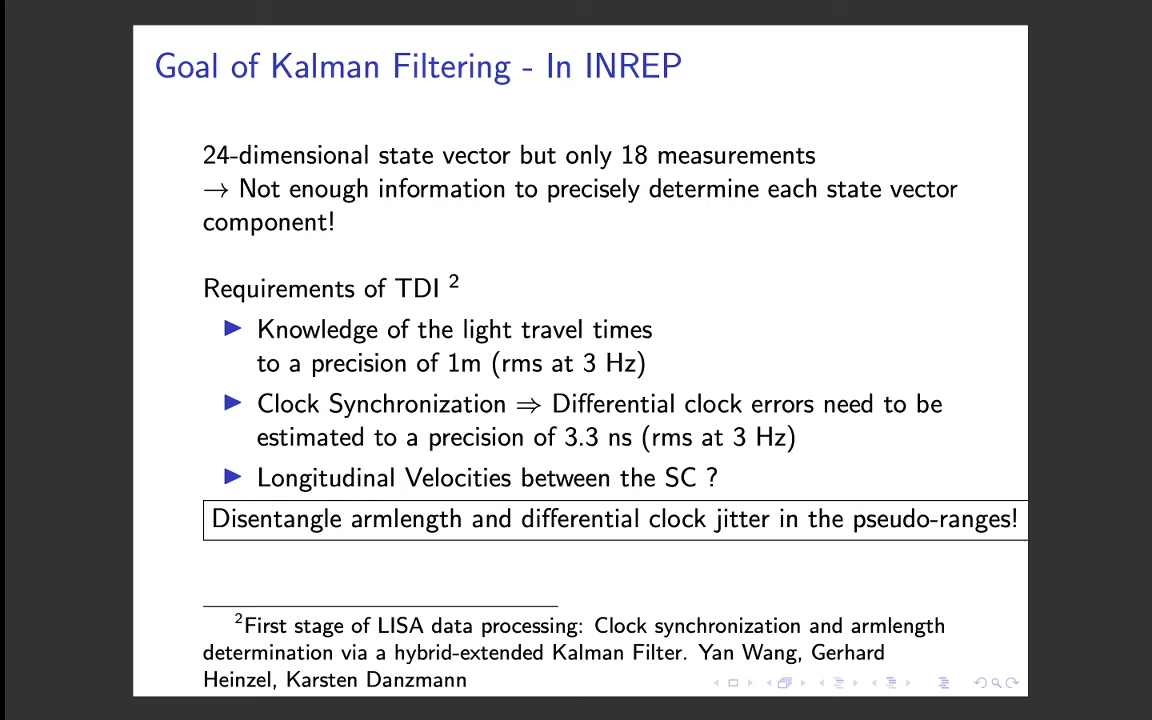 Goal of Kalman Filtering - In INREP
24-dimensional state vector but only 18 measurements
→ Not enough information to precisely determine each state vector
component!
Requirements of TDI ²
▶ Knowledge of the light travel times
to a precision of 1m (rms at 3 Hz)
▶ Clock Synchronization ⇒ Differential clock errors need to be
estimated to a precision of 3.3 ns (rms at 3 Hz)
▶ Longitudinal Velocities between the SC ?
Disentangle armlength and differential clock jitter in the pseudo-ranges!
²First stage of LISA data processing: Clock synchronization and armlength
determination via a hybrid-extended Kalman Filter. Yan Wang, Gerhard
Heinzel, Karsten Danzmann